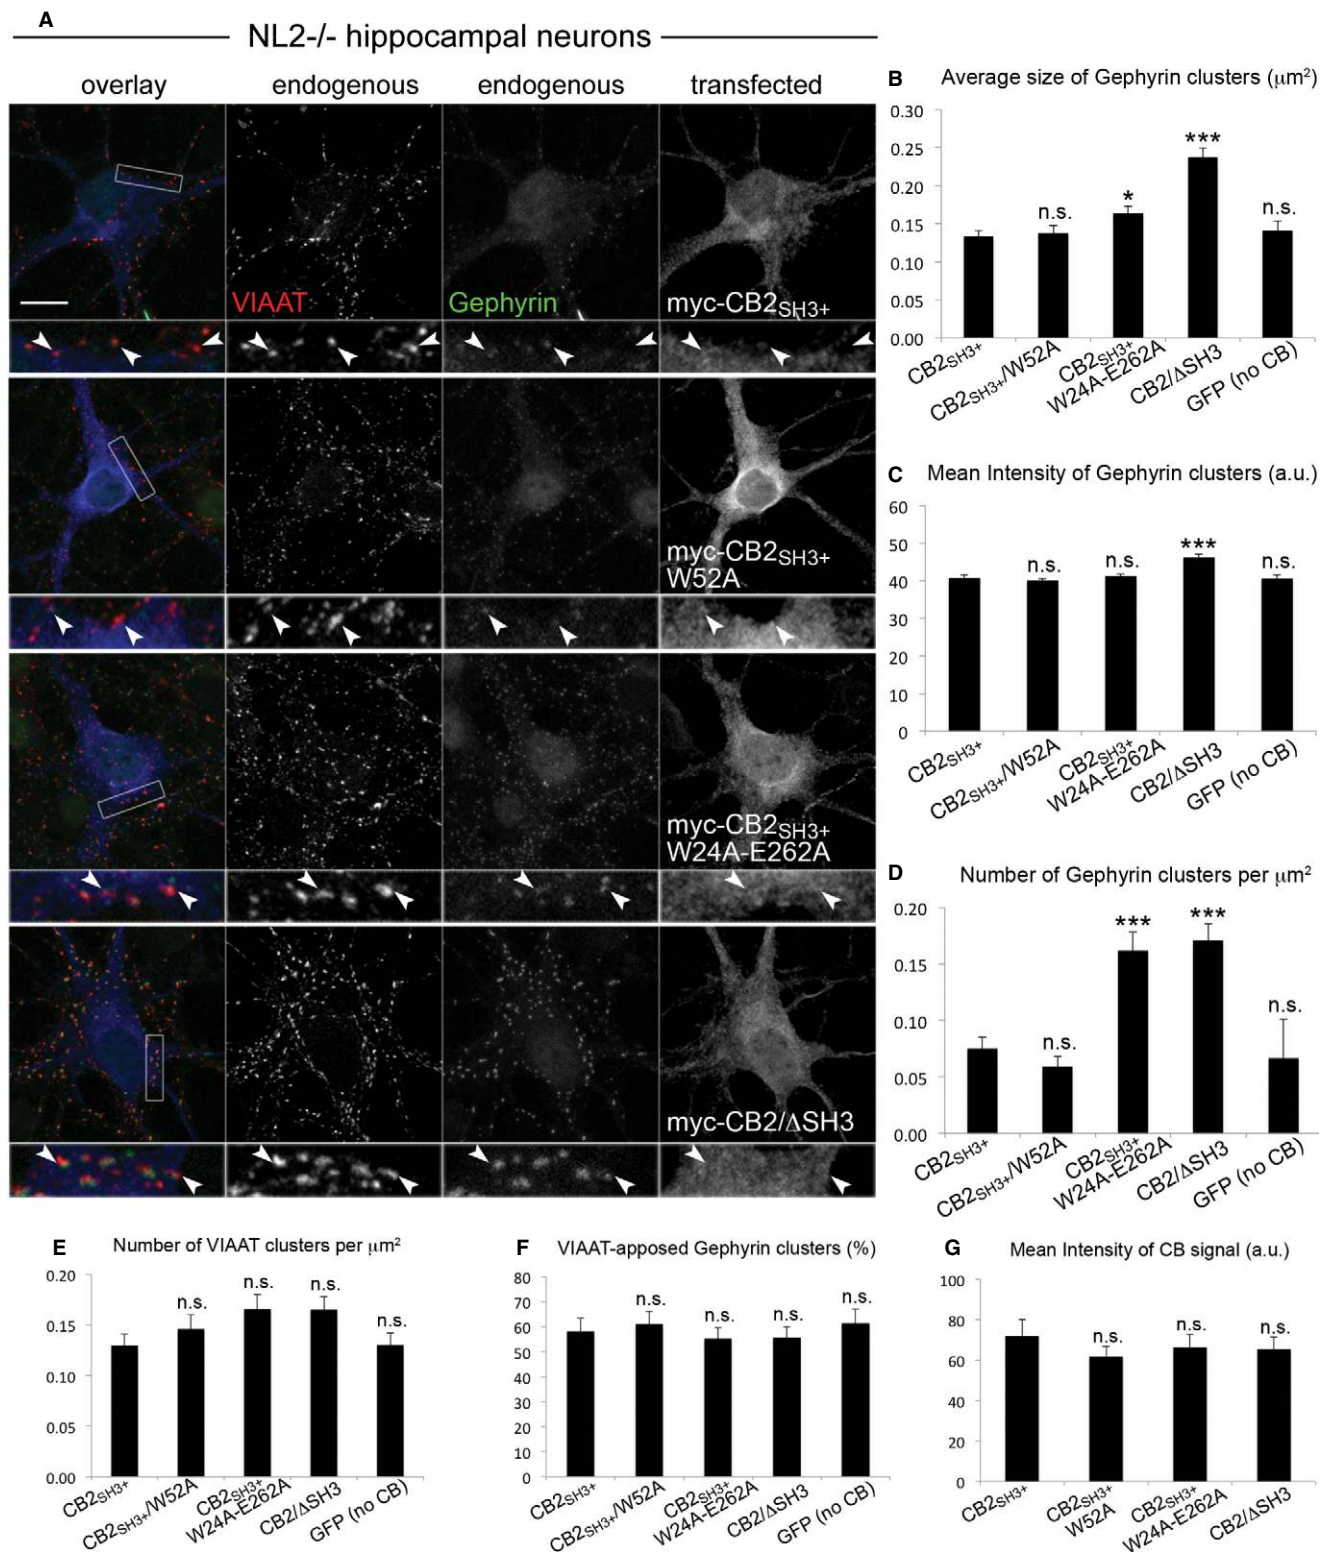 A
NL2-/- hippocampal neurons
overlay endogenous endogenous transfected
VIAAT Gephyrin myc-CB2SH3+
myc-CB2SH3+
W52A
myc-CB2SH3+
W24A-E262A
myc-CB2/ΔSH3
B Average size of Gephyrin clusters (μm²)
0.30
0.25
0.20
0.15
0.10
0.05
0.00
n.s. * *** n.s.
CB2SH3+ CB2SH3+/W52A CB2SH3+ W24A-E262A CB2/ΔSH3 GFP (no CB)
C Mean Intensity of Gephyrin clusters (a.u.)
60
50
40
30
20
10
0
n.s. n.s. *** n.s.
CB2SH3+ CB2SH3+/W52A CB2SH3+ W24A-E262A CB2/ΔSH3 GFP (no CB)
D Number of Gephyrin clusters per μm²
0.20
0.15
0.10
0.05
0.00
n.s. *** *** n.s.
CB2SH3+ CB2SH3+/W52A CB2SH3+ W24A-E262A CB2/ΔSH3 GFP (no CB)
E Number of VIAAT clusters per μm²
0.20
0.15
0.10
0.05
0.00
n.s. n.s. n.s. n.s.
CB2SH3+ CB2SH3+/W52A CB2SH3+ W24A-E262A CB2/ΔSH3 GFP (no CB)
F VIAAT-apposed Gephyrin clusters (%)
80
70
60
50
40
30
20
10
0
n.s. n.s. n.s. n.s.
CB2SH3+ CB2SH3+/W52A CB2SH3+ W24A-E262A CB2/ΔSH3 GFP (no CB)
G Mean Intensity of CB signal (a.u.)
100
80
60
40
20
0
n.s. n.s. n.s.
CB2SH3+ CB2SH3+ W52A CB2SH3+ W24A-E262A CB2/ΔSH3